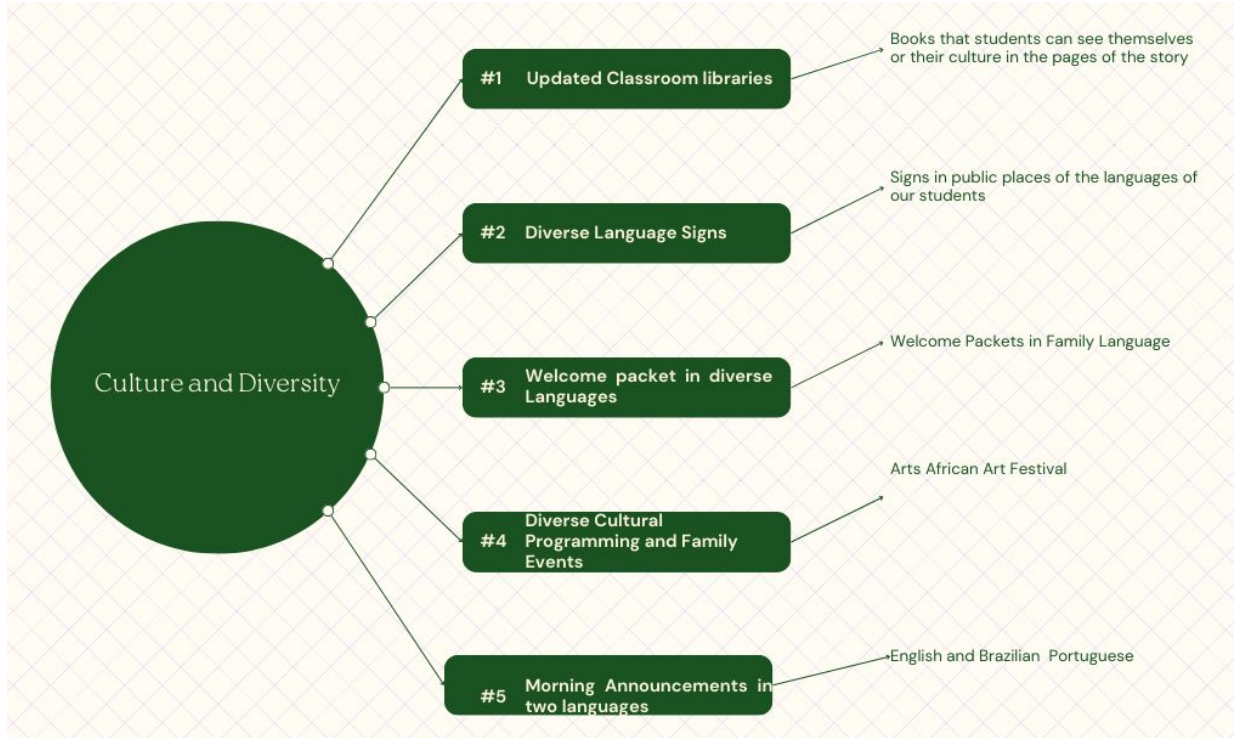 Culture and Diversity
#1 Updated Classroom libraries
Books that students can see themselves
or their culture in the pages of the story
#2 Diverse Language Signs
Signs in public places of the languages of
our students
#3 Welcome packet in diverse
Languages
Welcome Packets in Family Language
#4 Diverse Cultural
Programming and Family
Events
Arts African Art Festival
#5 Morning Announcements in
two languages
English and Brazilian Portuguese